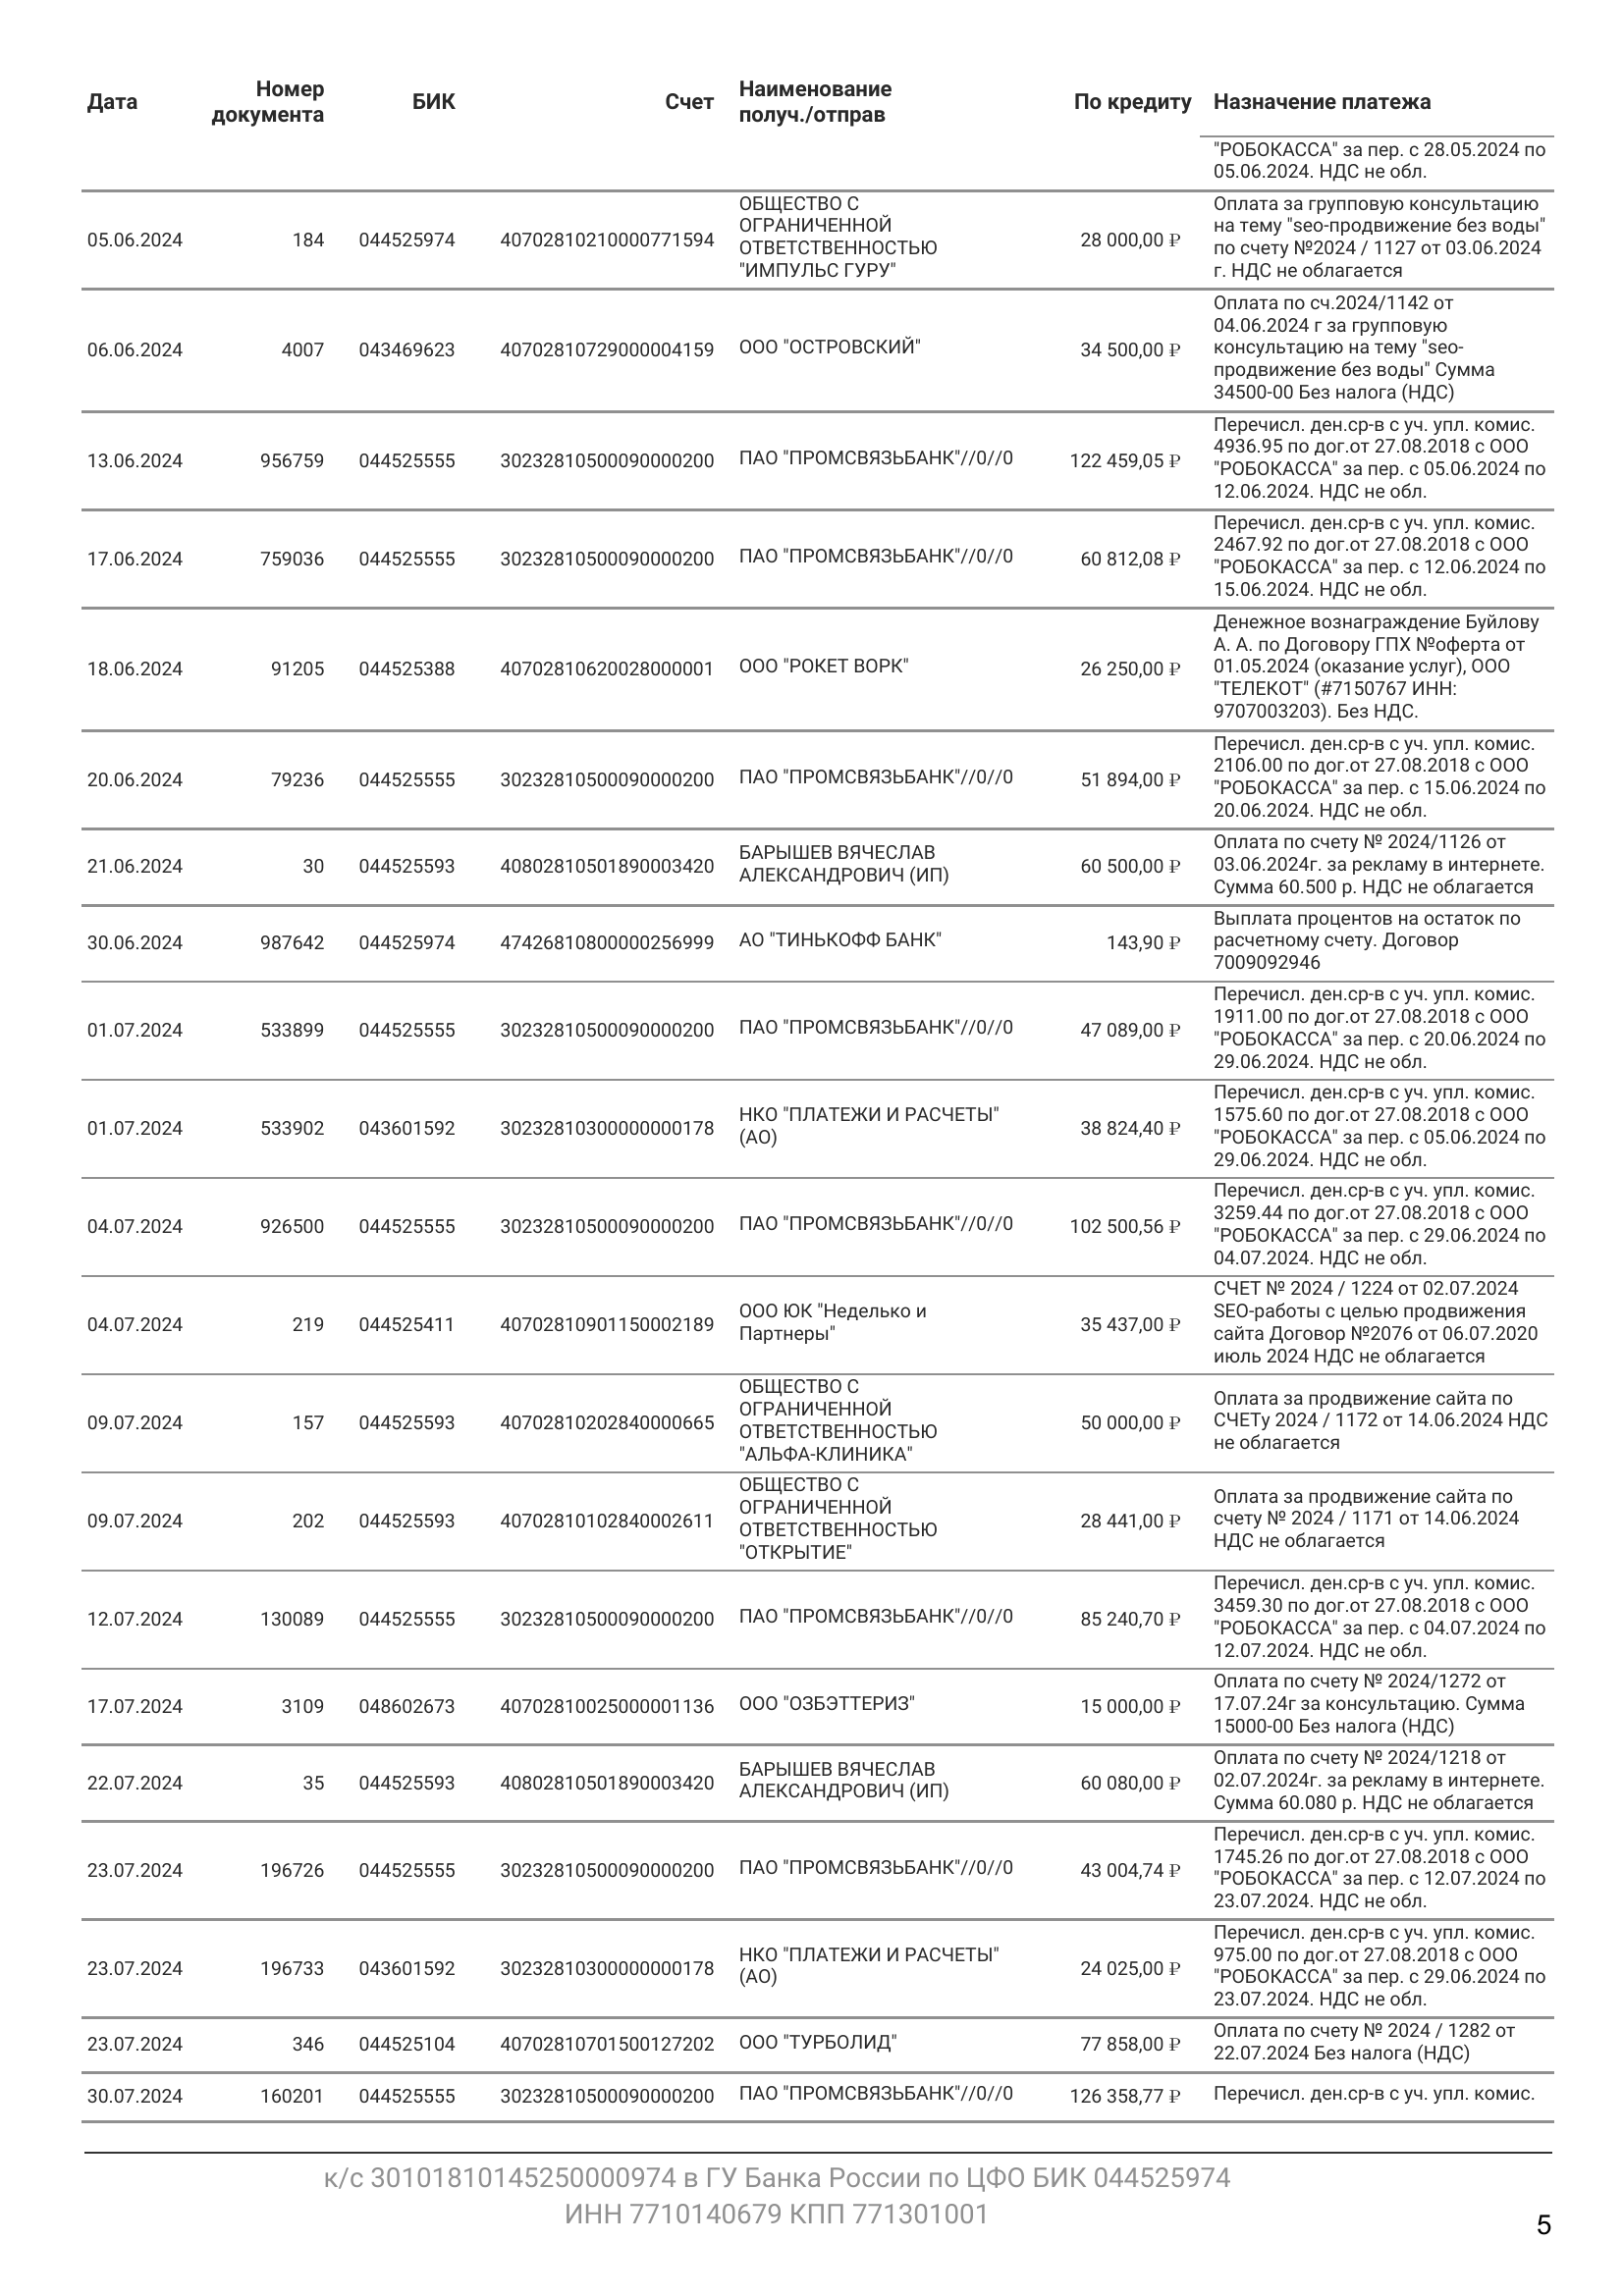 Дата
Номер
документа
БИК
Счет
Наименование
получ./отправ
По кредиту
Назначение платежа
"РОБОКАССА" за пер. с 28.05.2024 по
05.06.2024. НДС не обл.
05.06.2024
184
044525974
40702810210000771594
ОБЩЕСТВО С
ОГРАНИЧЕННОЙ
ОТВЕТСТВЕННОСТЬЮ
"ИМПУЛЬС ГУРУ"
28 000,00 ₽
Оплата за групповую консультацию
на тему "seo-продвижение без воды"
по счету №2024 / 1127 от 03.06.2024
г. НДС не облагается
06.06.2024
4007
043469623
40702810729000004159
ООО "ОСТРОВСКИЙ"
34 500,00 ₽
Оплата по сч.2024/1142 от
04.06.2024 г за групповую
консультацию на тему "seo-
продвижение без воды" Сумма
34500-00 Без налога (НДС)
13.06.2024
956759
044525555
30232810500090000200
ПАО "ПРОМСВЯЗЬБАНК"//0//0
122 459,05 ₽
Перечисл. ден.ср-в с уч. упл. комис.
4936.95 по дог.от 27.08.2018 с ООО
"РОБОКАССА" за пер. с 05.06.2024 по
12.06.2024. НДС не обл.
17.06.2024
759036
044525555
30232810500090000200
ПАО "ПРОМСВЯЗЬБАНК"//0//0
60 812,08 ₽
Перечисл. ден.ср-в с уч. упл. комис.
2467.92 по дог.от 27.08.2018 с ООО
"РОБОКАССА" за пер. с 12.06.2024 по
15.06.2024. НДС не обл.
18.06.2024
91205
044525388
40702810620028000001
ООО "РОКЕТ ВОРК"
26 250,00 ₽
Денежное вознаграждение Буйлову
А. А. по Договору ГПХ №оферта от
01.05.2024 (оказание услуг), ООО
"ТЕЛЕКОТ" (#7150767 ИНН:
9707003203). Без НДС.
20.06.2024
79236
044525555
30232810500090000200
ПАО "ПРОМСВЯЗЬБАНК"//0//0
51 894,00 ₽
Перечисл. ден.ср-в с уч. упл. комис.
2106.00 по дог.от 27.08.2018 с ООО
"РОБОКАССА" за пер. с 15.06.2024 по
20.06.2024. НДС не обл.
21.06.2024
30
044525593
40802810501890003420
БАРЫШЕВ ВЯЧЕСЛАВ
АЛЕКСАНДРОВИЧ (ИП)
60 500,00 ₽
Оплата по счету № 2024/1126 от
03.06.2024г. за рекламу в интернете.
Сумма 60.500 р. НДС не облагается
30.06.2024
987642
044525974
47426810800000256999
АО "ТИНЬКОФФ БАНК"
143,90 ₽
Выплата процентов на остаток по
расчетному счету. Договор
7009092946
01.07.2024
533899
044525555
30232810500090000200
ПАО "ПРОМСВЯЗЬБАНК"//0//0
47 089,00 ₽
Перечисл. ден.ср-в с уч. упл. комис.
1911.00 по дог.от 27.08.2018 с ООО
"РОБОКАССА" за пер. с 20.06.2024 по
29.06.2024. НДС не обл.
01.07.2024
533902
043601592
30232810300000000178
НКО "ПЛАТЕЖИ И РАСЧЕТЫ"
(АО)
38 824,40 ₽
Перечисл. ден.ср-в с уч. упл. комис.
1575.60 по дог.от 27.08.2018 с ООО
"РОБОКАССА" за пер. с 05.06.2024 по
29.06.2024. НДС не обл.
04.07.2024
926500
044525555
30232810500090000200
ПАО "ПРОМСВЯЗЬБАНК"//0//0
102 500,56 ₽
Перечисл. ден.ср-в с уч. упл. комис.
3259.44 по дог.от 27.08.2018 с ООО
"РОБОКАССА" за пер. с 29.06.2024 по
04.07.2024. НДС не обл.
04.07.2024
219
044525411
40702810901150002189
ООО ЮК "Неделько и
Партнеры"
35 437,00 ₽
СЧЕТ № 2024 / 1224 от 02.07.2024
SEO-работы с целью продвижения
сайта Договор №2076 от 06.07.2020
июль 2024 НДС не облагается
09.07.2024
157
044525593
40702810202840000665
ОБЩЕСТВО С
ОГРАНИЧЕННОЙ
ОТВЕТСТВЕННОСТЬЮ
"АЛЬФА-КЛИНИКА"
50 000,00 ₽
Оплата за продвижение сайта по
СЧЕТу 2024 / 1172 от 14.06.2024 НДС
не облагается
09.07.2024
202
044525593
40702810102840002611
ОБЩЕСТВО С
ОГРАНИЧЕННОЙ
ОТВЕТСТВЕННОСТЬЮ
"ОТКРЫТИЕ"
28 441,00 ₽
Оплата за продвижение сайта по
счету № 2024 / 1171 от 14.06.2024
НДС не облагается
12.07.2024
130089
044525555
30232810500090000200
ПАО "ПРОМСВЯЗЬБАНК"//0//0
85 240,70 ₽
Перечисл. ден.ср-в с уч. упл. комис.
3459.30 по дог.от 27.08.2018 с ООО
"РОБОКАССА" за пер. с 04.07.2024 по
12.07.2024. НДС не обл.
17.07.2024
3109
048602673
40702810025000001136
ООО "ОЗБЭТТЕРИЗ"
15 000,00 ₽
Оплата по счету № 2024/1272 от
17.07.24г за консультацию. Сумма
15000-00 Без налога (НДС)
22.07.2024
35
044525593
40802810501890003420
БАРЫШЕВ ВЯЧЕСЛАВ
АЛЕКСАНДРОВИЧ (ИП)
60 080,00 ₽
Оплата по счету № 2024/1218 от
02.07.2024г. за рекламу в интернете.
Сумма 60.080 р. НДС не облагается
23.07.2024
196726
044525555
30232810500090000200
ПАО "ПРОМСВЯЗЬБАНК"//0//0
43 004,74 ₽
Перечисл. ден.ср-в с уч. упл. комис.
1745.26 по дог.от 27.08.2018 с ООО
"РОБОКАССА" за пер. с 12.07.2024 по
23.07.2024. НДС не обл.
23.07.2024
196733
043601592
30232810300000000178
НКО "ПЛАТЕЖИ И РАСЧЕТЫ"
(АО)
24 025,00 ₽
Перечисл. ден.ср-в с уч. упл. комис.
975.00 по дог.от 27.08.2018 с ООО
"РОБОКАССА" за пер. с 29.06.2024 по
23.07.2024. НДС не обл.
23.07.2024
346
044525104
40702810701500127202
ООО "ТУРБОЛИД"
77 858,00 ₽
Оплата по счету № 2024 / 1282 от
22.07.2024 Без налога (НДС)
30.07.2024
160201
044525555
30232810500090000200
ПАО "ПРОМСВЯЗЬБАНК"//0//0
126 358,77 ₽
Перечисл. ден.ср-в с уч. упл. комис.
к/с 30101810145250000974 в ГУ Банка России по ЦФО БИК 044525974
ИНН 7710140679 КПП 771301001
5